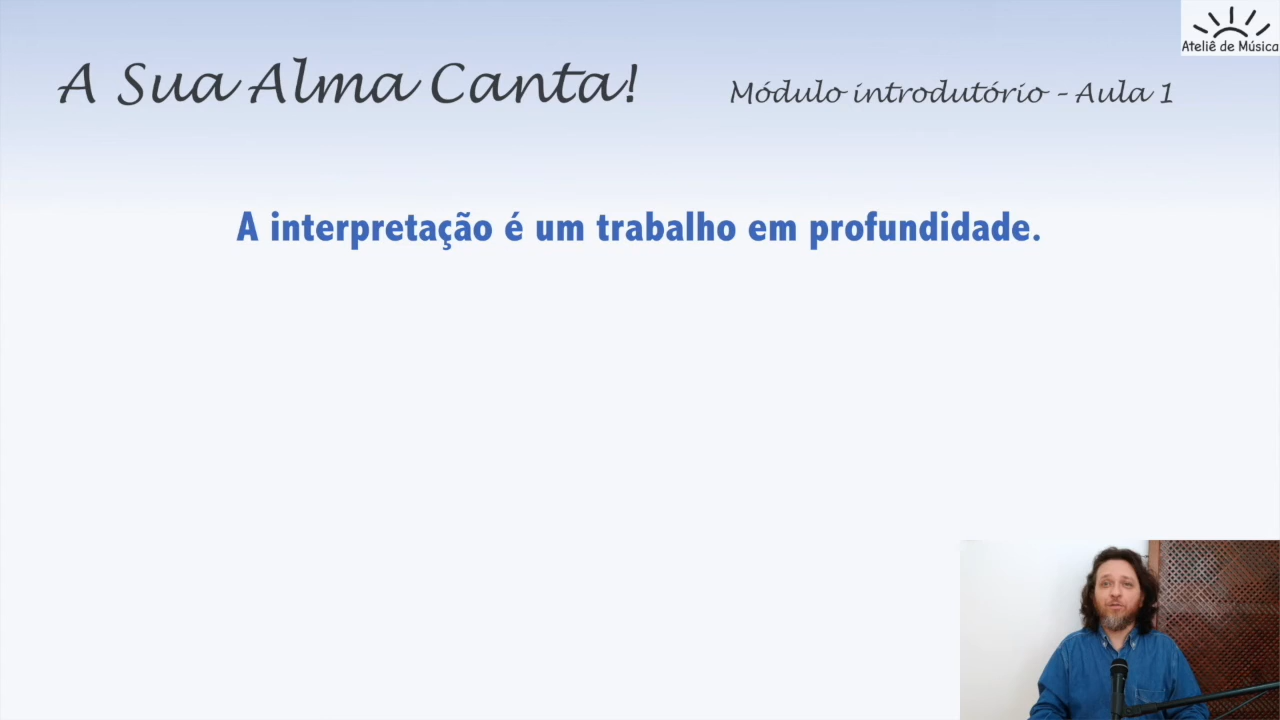 A Sua Alma Canta!
Módulo introdutório – Aula 1
Ateliê de Música
A interpretação é um trabalho em profundidade.